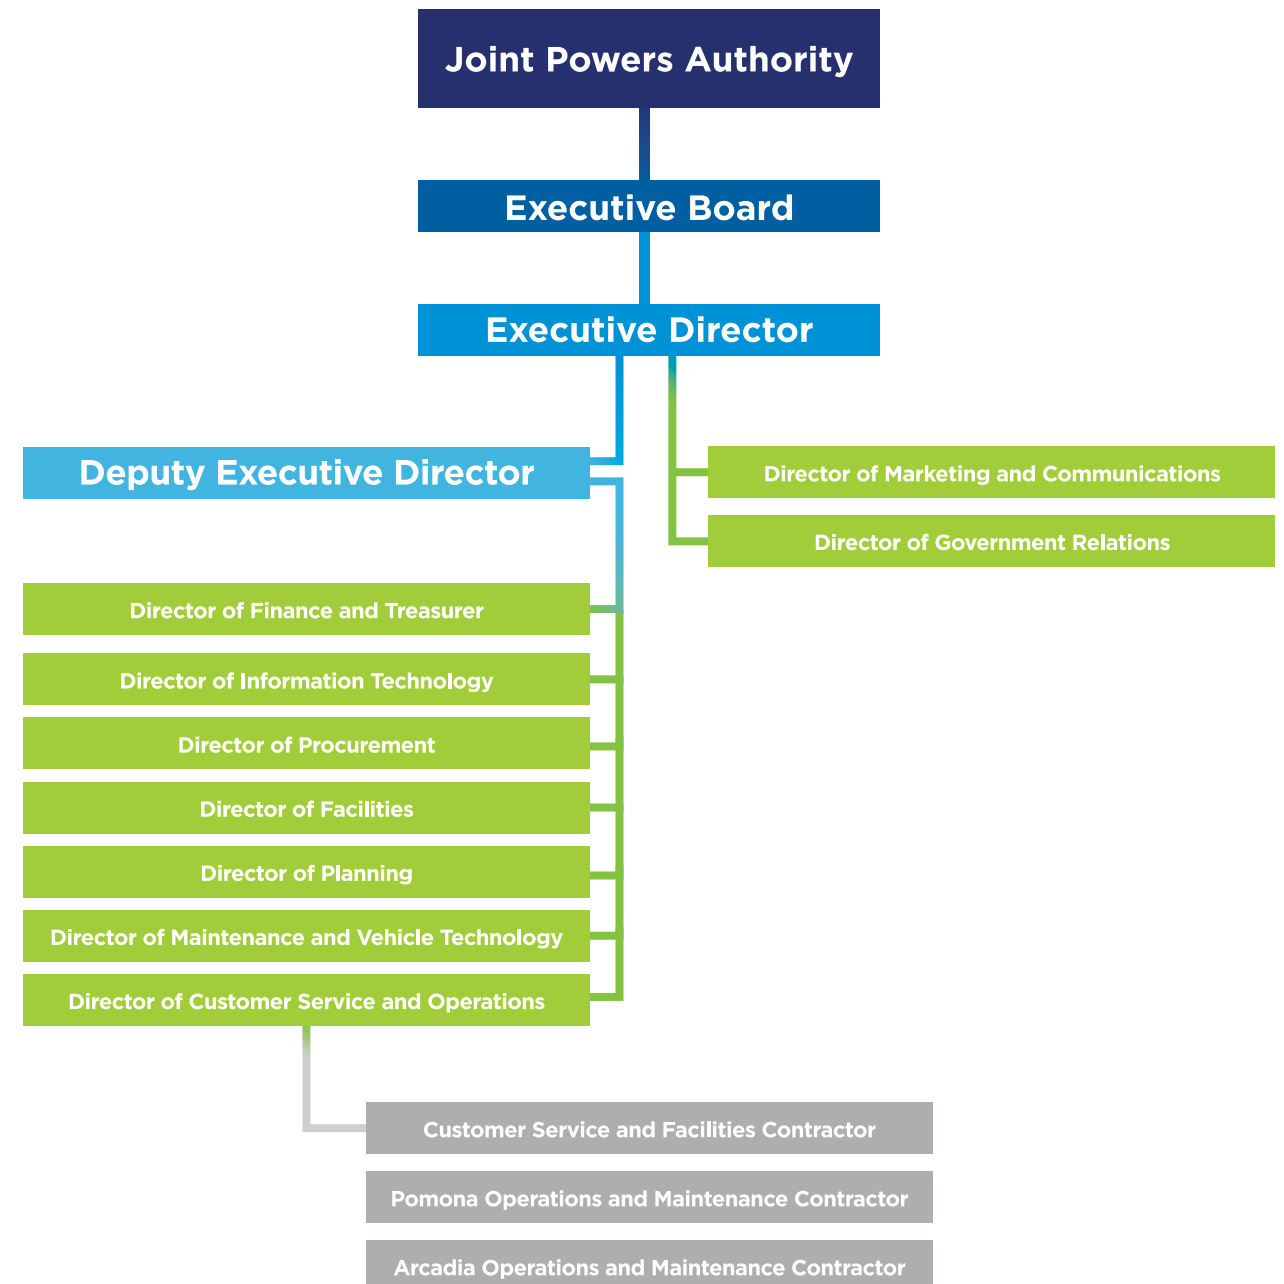 Joint Powers Authority
Executive Board
Executive Director
Deputy Executive Director
Director of Marketing and Communications
Director of Government Relations
Director of Finance and Treasurer
Director of Information Technology
Director of Procurement
Director of Facilities
Director of Planning
Director of Maintenance and Vehicle Technology
Director of Customer Service and Operations
Customer Service and Facilities Contractor
Pomona Operations and Maintenance Contractor
Arcadia Operations and Maintenance Contractor